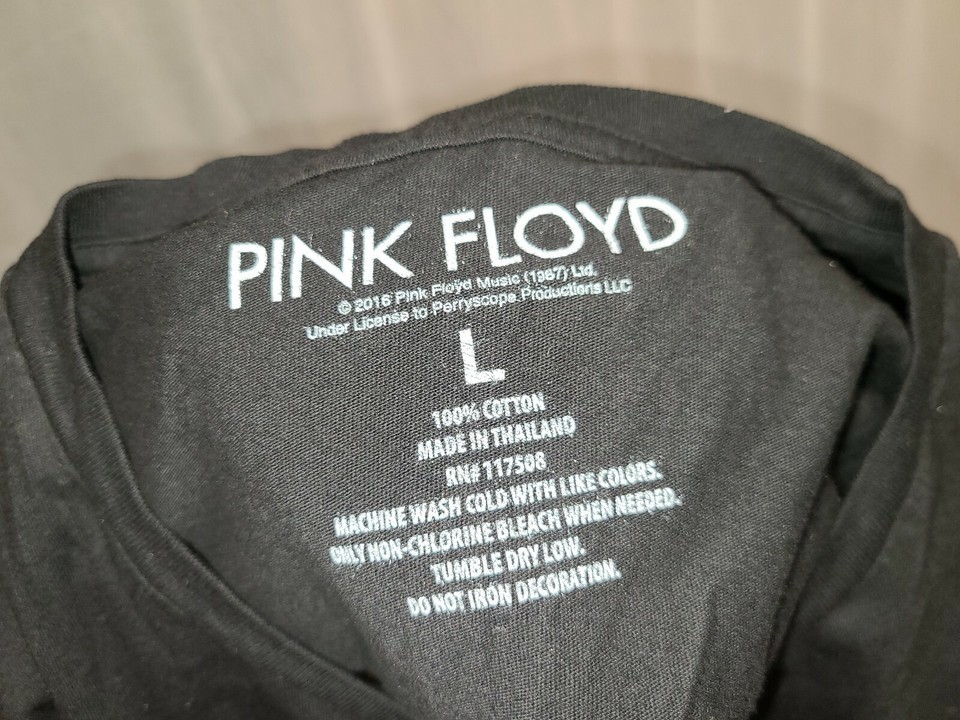 PINK FLOYD
© 2016 Pink Floyd Music (1987) Ltd.
Under License to Perryscope Productions LLC
L
100% COTTON
MADE IN THAILAND
RN# 117508
MACHINE WASH COLD WITH LIKE COLORS.
ONLY NON-CHLORINE BLEACH WHEN NEEDED.
TUMBLE DRY LOW.
DO NOT IRON DECORATION.